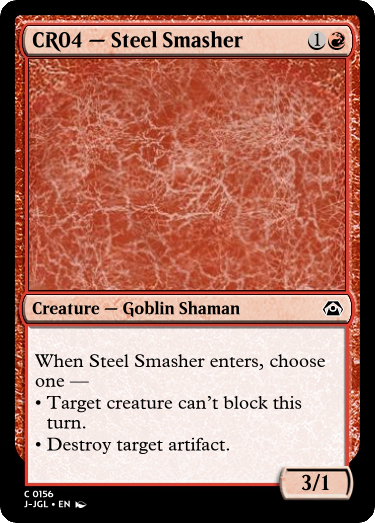 CR04 — Steel Smasher 1
Creature — Goblin Shaman
When Steel Smasher enters, choose
one —
• Target creature can't block this
turn.
• Destroy target artifact.
3/1
C 0156
J-JGL • EN